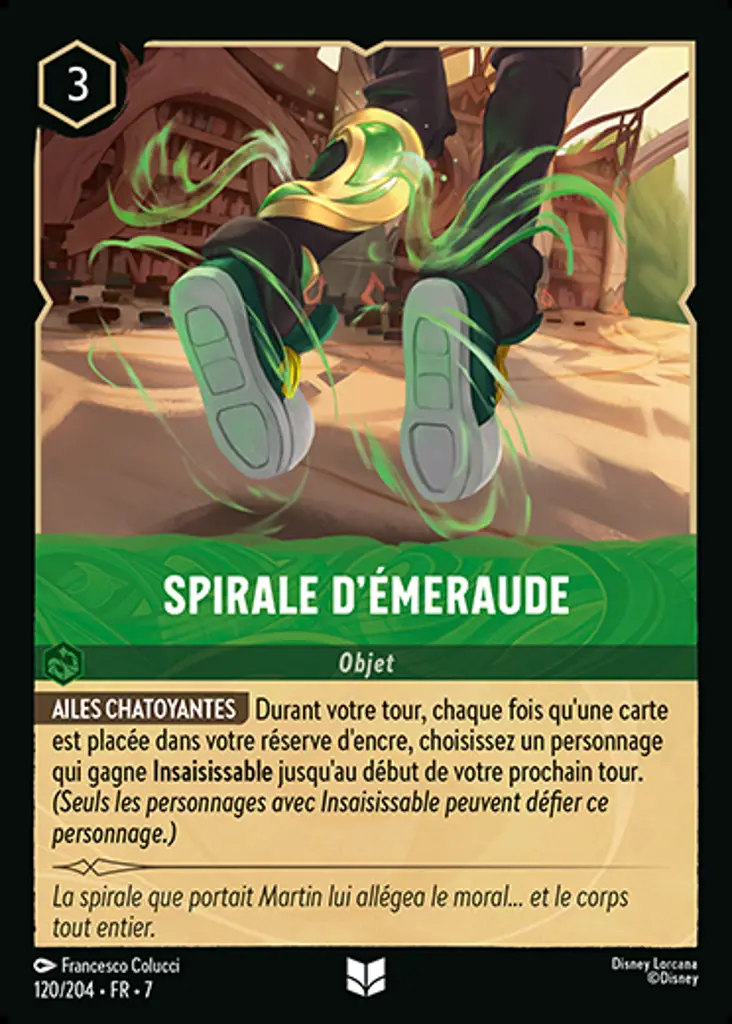 3
SPIRALE D'ÉMERAUDE
Objet
AILES CHATOYANTES Durant votre tour, chaque fois qu'une carte
est placée dans votre réserve d'encre, choisissez un personnage
qui gagne Insaisissable jusqu'au début de votre prochain tour.
(Seuls les personnages avec Insaisissable peuvent défier ce
personnage.)
La spirale que portait Martin lui allégea le moral... et le corps
tout entier.
Francesco Colucci
120/204 • FR • 7
Disney Lorcana
©Disney